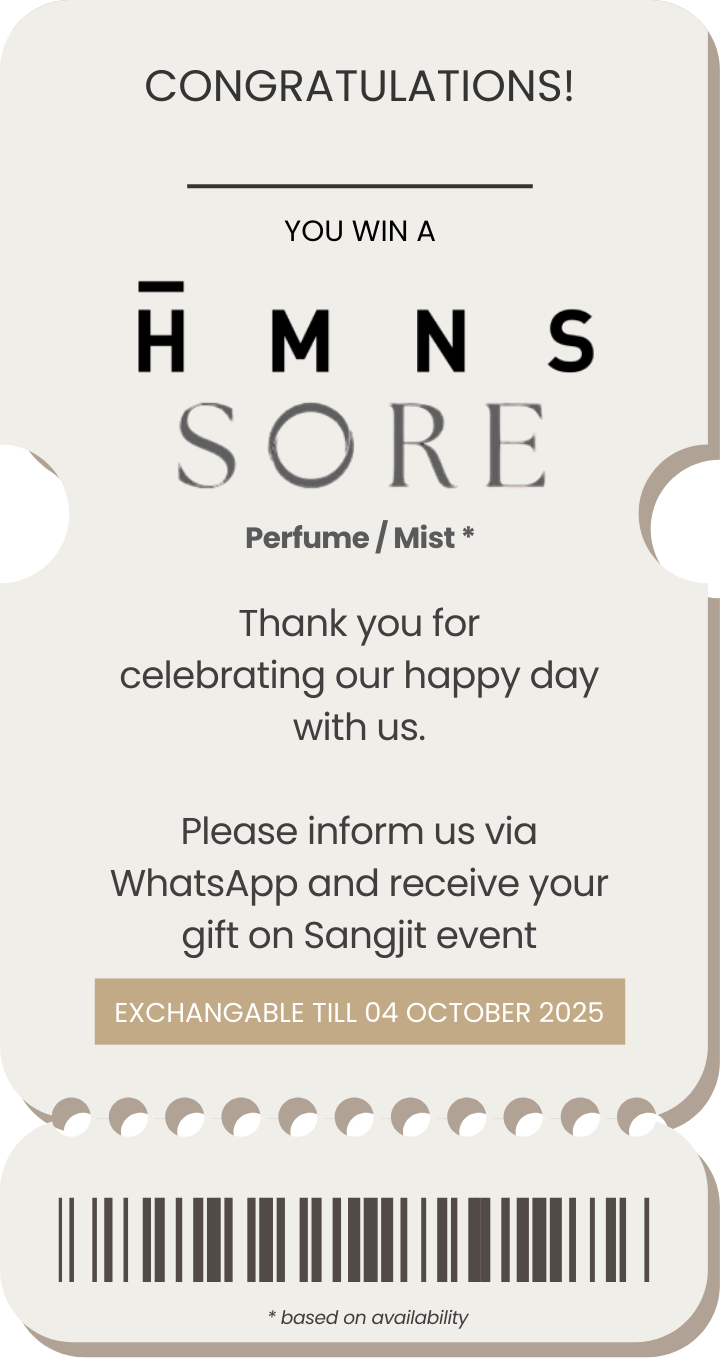 CONGRATULATIONS!
YOU WIN A
HMNS
SORE
Perfume / Mist *
Thank you for
celebrating our happy day
with us.
Please inform us via
WhatsApp and receive your
gift on Sangjit event
EXCHANGABLE TILL 04 OCTOBER 2025
* based on availability